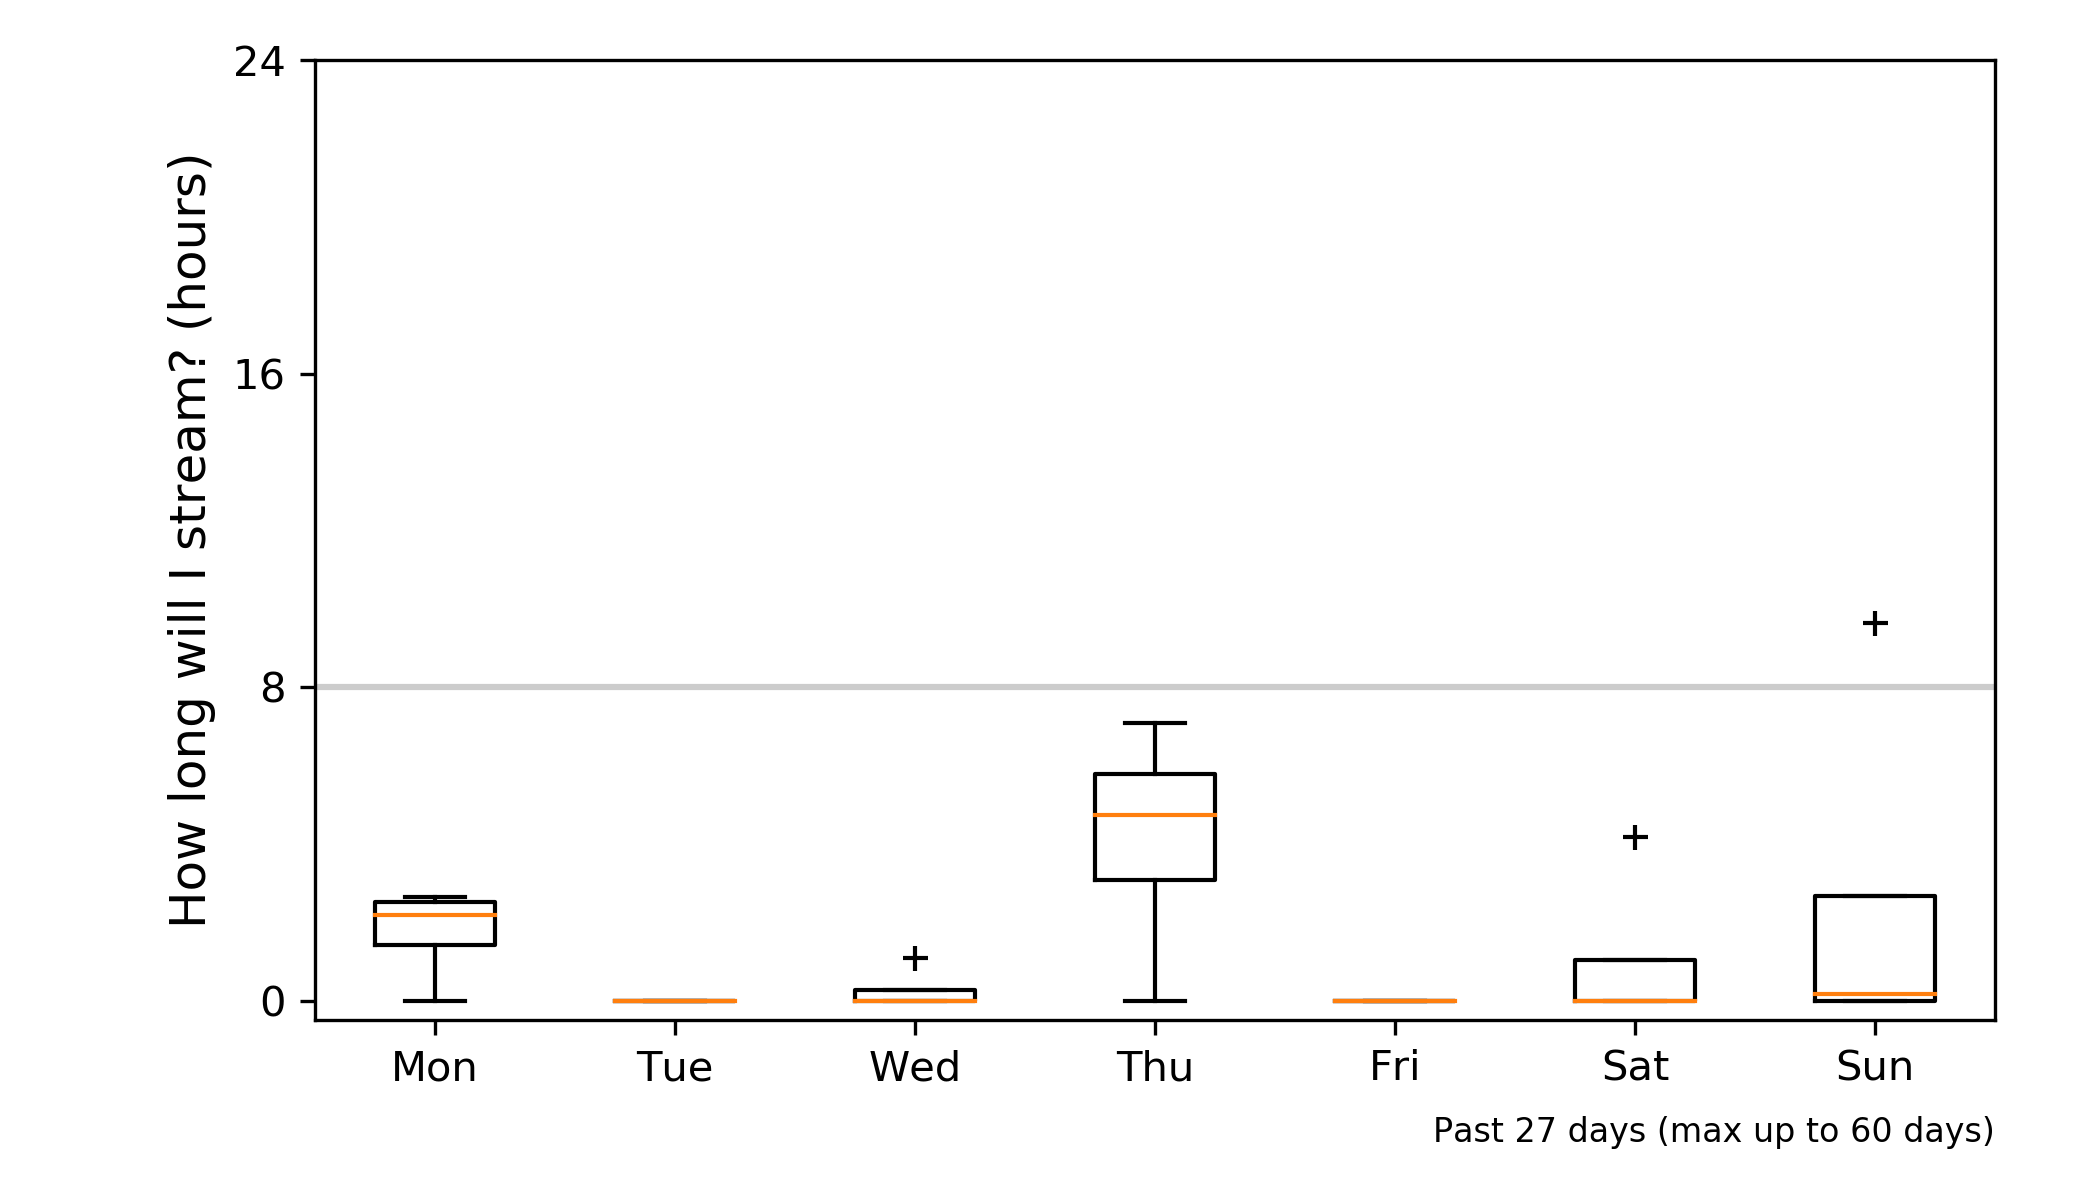 How long will I stream? (hours)
24
16
8
0
Mon Tue Wed Thu Fri Sat Sun
Past 27 days (max up to 60 days)